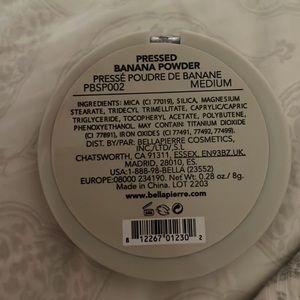 PRESSED
BANANA POWDER
PRESSÉ POUDRE DE BANANE
PBSP002 MEDIUM
INGREDIENTS: MICA (CI 77019), SILICA, MAGNESIUM
STEARATE, TRIDECYL TRIMELLITATE, CAPRYLIC/CAPRIC
TRIGLYCERIDE, TOCOPHERYL ACETATE, POLYBUTENE,
PHENOXYETHANOL. MAY CONTAIN: TITANIUM DIOXIDE
(CI 77891), IRON OXIDES (CI 77491, 77492, 77499).
DIST. BY/PAR: BELLAPIERRE COSMETICS,
INC/LTD/S.L
CHATSWORTH, CA 91311, ESSEX, EN93BZ,UK,
MADRID, 28010, ES.
USA:1-888-98-BELLA (23552)
EUROPE:08000 234190. Net Wt. 0.28 oz / 8g.
Made in China. LOT 2203
www.bellapierre.com
8 12267 01230 2